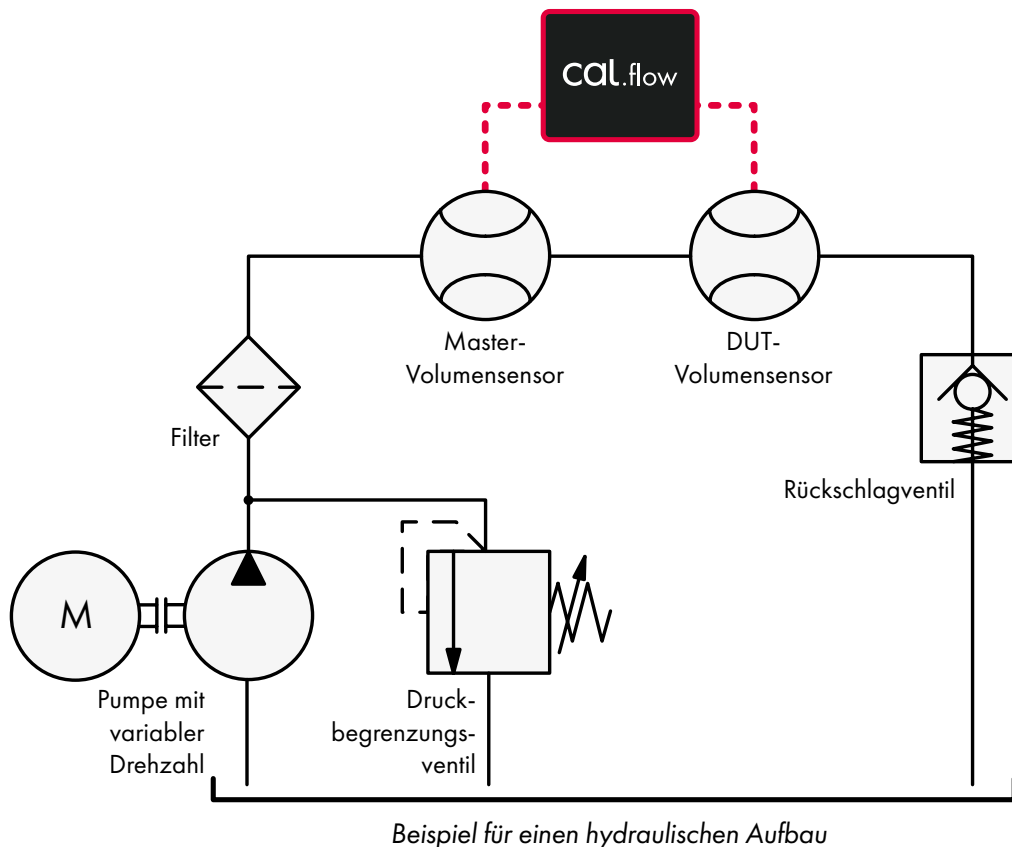 cal.flow
Master-
Volumensensor
DUT-
Volumensensor
Filter
Rückschlagventil
M
Pumpe mit
variabler
Drehzahl
Druck-
begrenzungs-
ventil
Beispiel für einen hydraulischen Aufbau